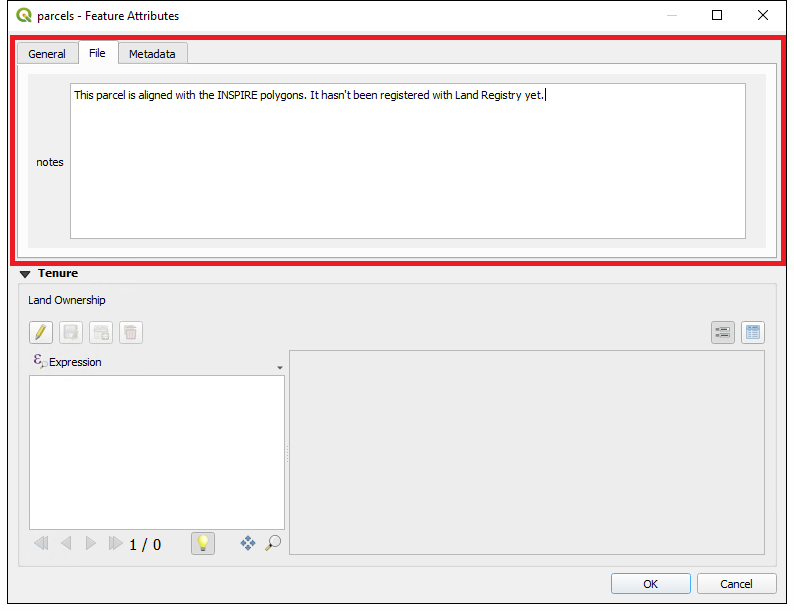 parcels - Feature Attributes
General File Metadata
This parcel is aligned with the INSPIRE polygons. It hasn't been registered with Land Registry yet.
notes
Tenure
Land Ownership
Expression
1 / 0
OK Cancel